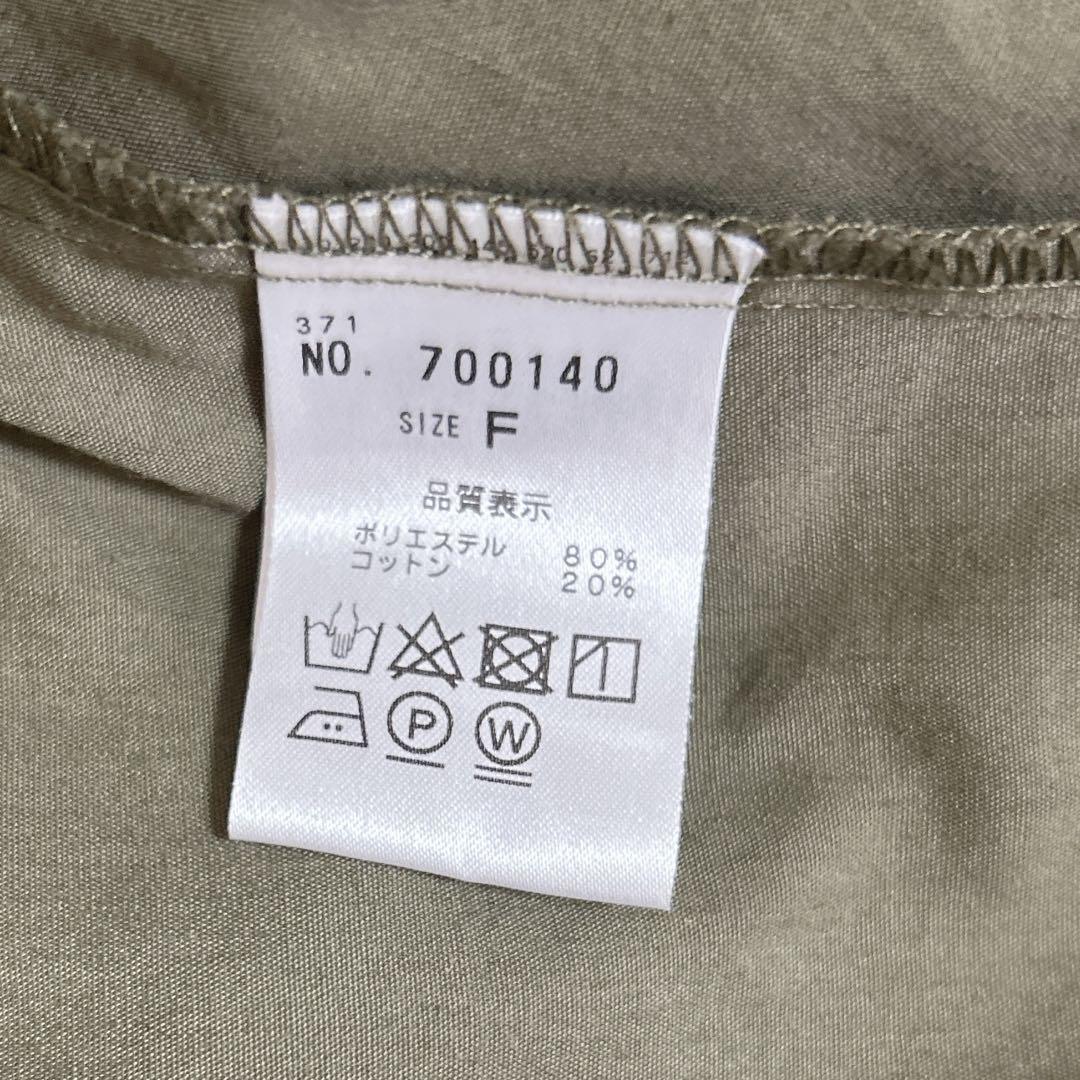 371
NO. 700140
SIZE F
品質表示
ポリエステル 80%
コットン 20%
P W